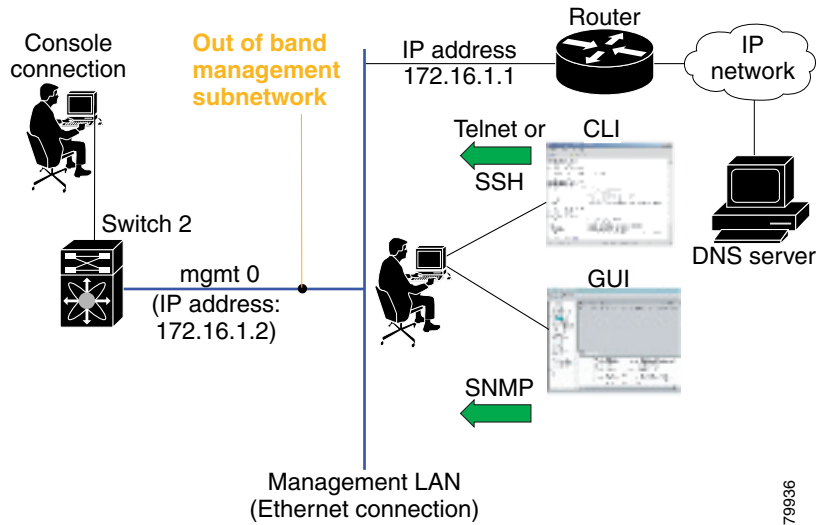 Console
connection
Out of band
management
subnetwork
Router
IP address
172.16.1.1
IP
network
Telnet or
SSH
CLI
Switch 2
DNS server
mgmt 0
(IP address:
172.16.1.2)
GUI
SNMP
Management LAN
(Ethernet connection)
79936